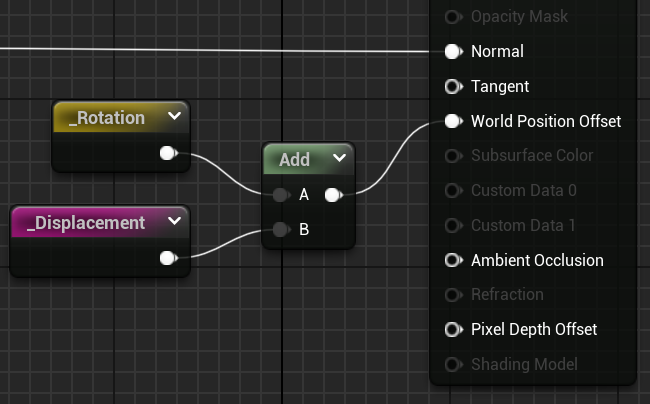 Opacity Mask
Normal
Tangent
_Rotation
World Position Offset
Add
Subsurface Color
A
Custom Data 0
_Displacement
B
Custom Data 1
Ambient Occlusion
Refraction
Pixel Depth Offset
Shading Model